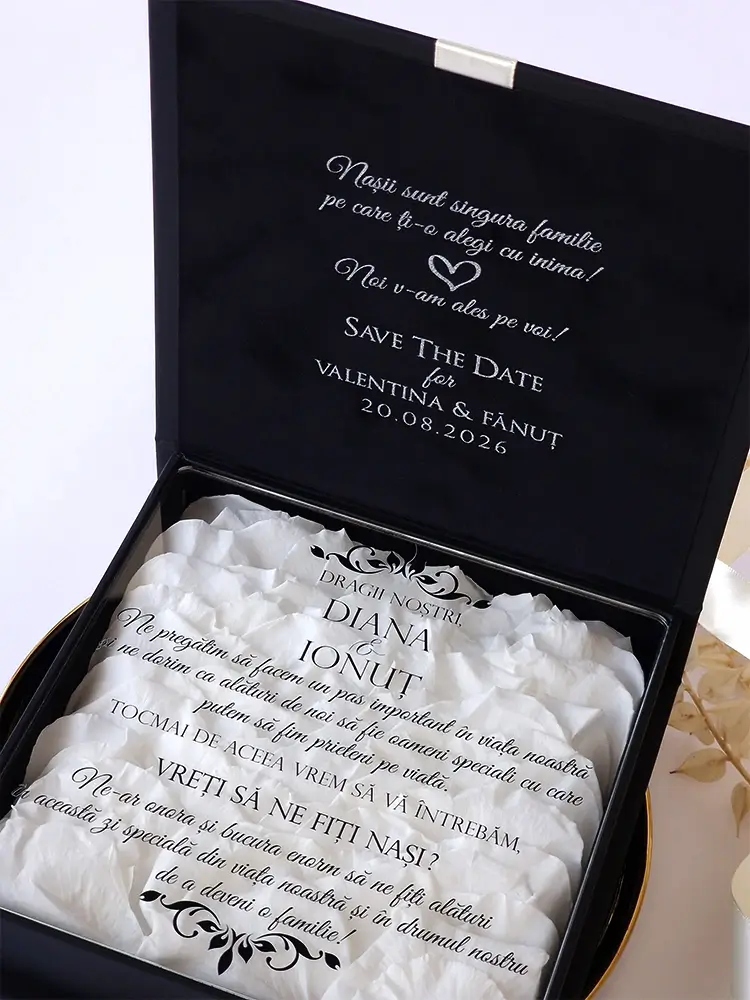 Nașii sunt singura familie
pe care ți-o alegi cu inima!
Noi v-am ales pe voi!
SAVE THE DATE
for
VALENTINA & FĂNUȚ
20.08.2026
DRAGII NOȘTRI,
DIANA
&
IONUȚ
Ne pregătim să facem un pas important în viața noastră
și ne dorim ca alături de noi să fie oameni speciali cu care
putem să fim prieteni pe viață.
TOCMAI DE ACEEA VREM SĂ VĂ ÎNTREBĂM,
VREȚI SĂ NE FIȚI NAȘI?
Ne-ar onora și bucura enorm să ne fiți alături
în această zi specială din viața noastră și în drumul nostru
de a deveni o familie!